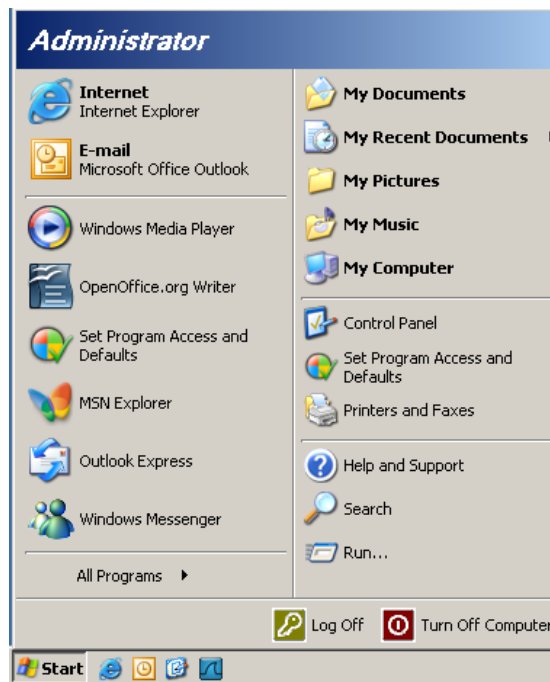 Administrator
Internet
Internet Explorer
E-mail
Microsoft Office Outlook
Windows Media Player
OpenOffice.org Writer
Set Program Access and
Defaults
MSN Explorer
Outlook Express
Windows Messenger
All Programs
My Documents
My Recent Documents
My Pictures
My Music
My Computer
Control Panel
Set Program Access and
Defaults
Printers and Faxes
Help and Support
Search
Run...
Log Off
Turn Off Computer
Start